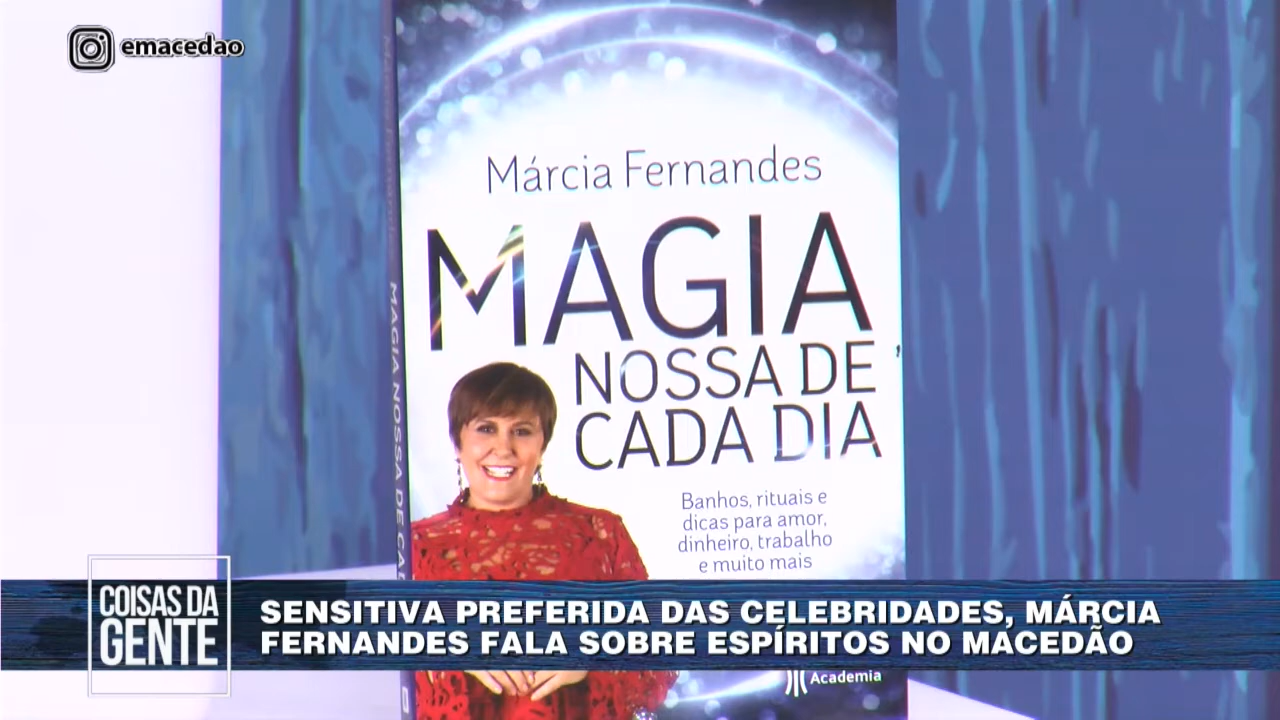 emacedao
Márcia Fernandes
MAGIA
NOSSA DE
CADA DIA
MAGIA NOSSA DE CA
Banhos, rituais e
dicas para amor,
dinheiro, trabalho
e muito mais
COISAS DA
GENTE
SENSITIVA PREFERIDA DAS CELEBRIDADES, MÁRCIA
FERNANDES FALA SOBRE ESPÍRITOS NO MACEDÃO
Academia